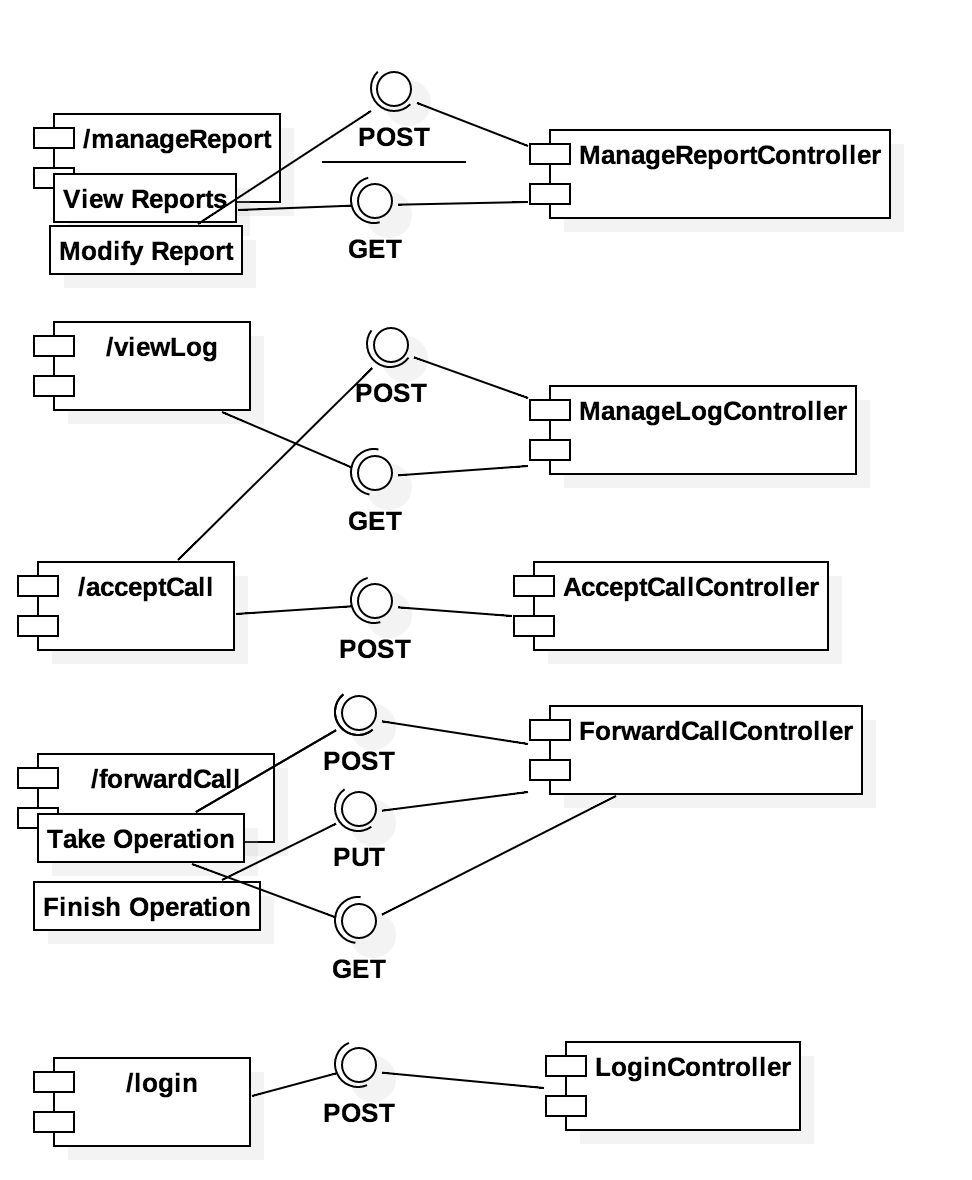 /manageReport
POST
ManageReportController
View Reports
GET
Modify Report
/viewLog
POST
ManageLogController
GET
/acceptCall
AcceptCallController
POST
ForwardCallController
POST
/forwardCall
Take Operation
PUT
Finish Operation
GET
/login
LoginController
POST